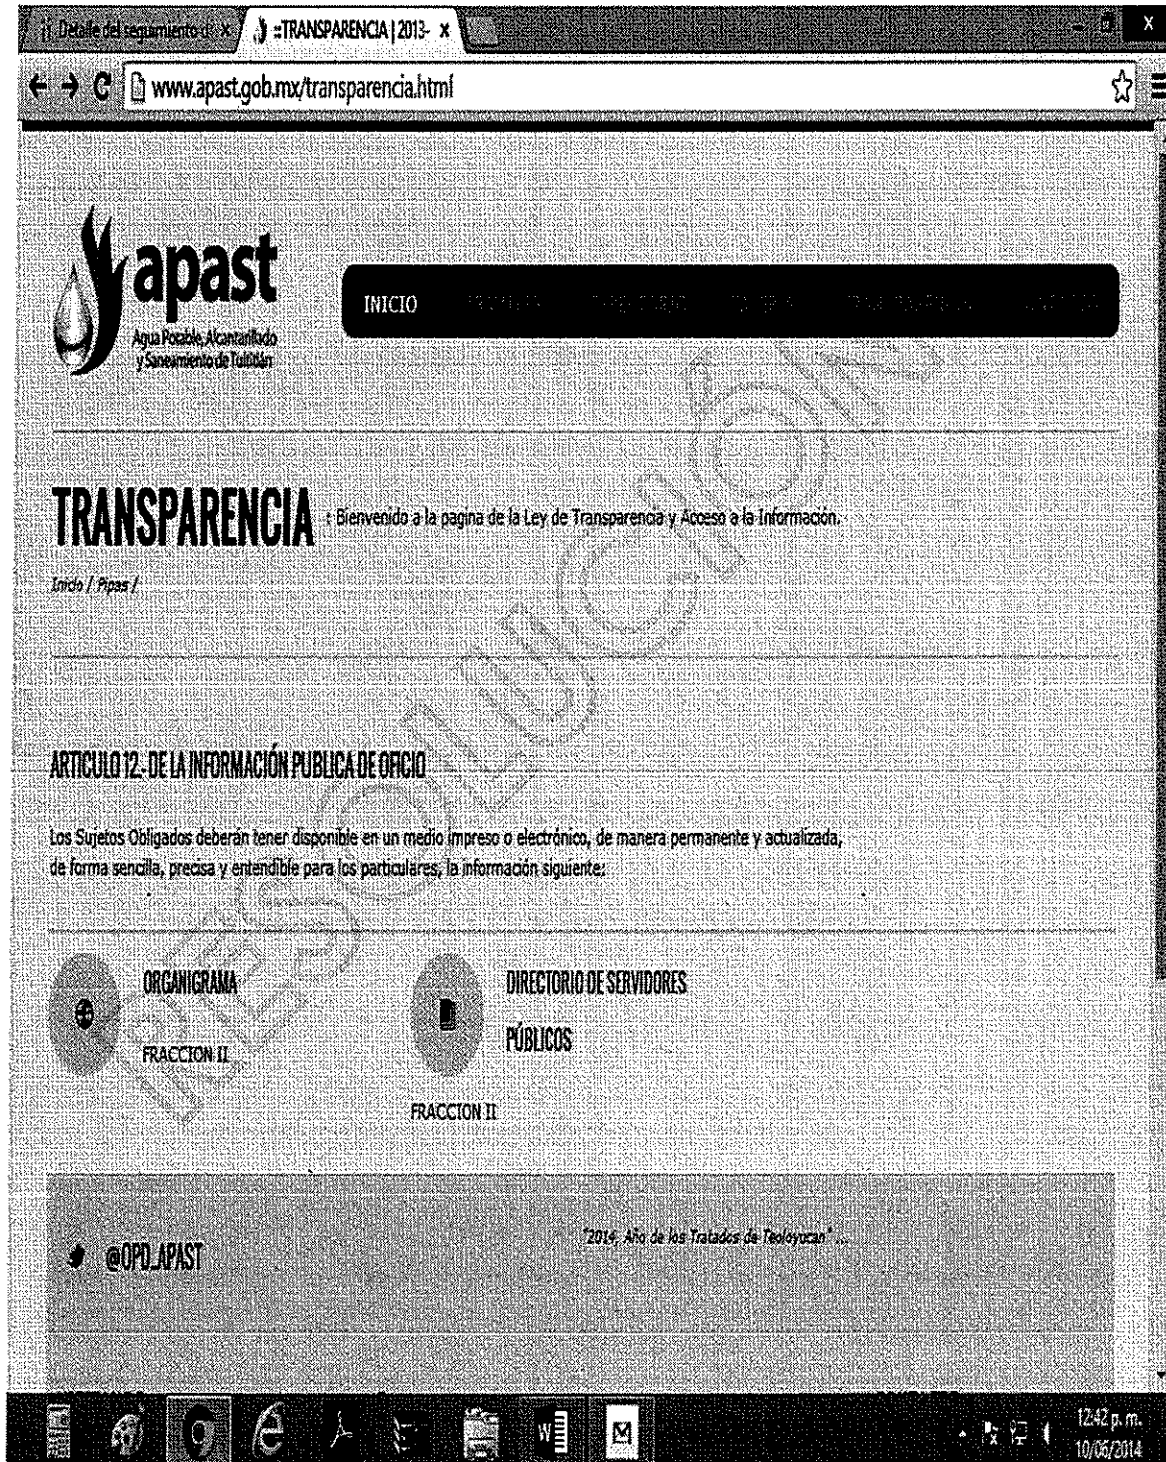 Detalle del seguimiento d
::TRANSPARENCIA | 2013-
www.apast.gob.mx/transparencia.html
apast
Agua Potable, Alcantarillado
y Saneamiento de Tultitlán
INICIO
TRANSPARENCIA : Bienvenido a la pagina de la Ley de Transparencia y Acceso a la Información.
Inicio / Pipas /
ARTICULO 12.- DE LA INFORMACIÓN PUBLICA DE OFICIO
Los Sujetos Obligados deberán tener disponible en un medio impreso o electrónico, de manera permanente y actualizada,
de forma sencilla, precisa y entendible para los particulares, la información siguiente:
ORGANIGRAMA
FRACCION II
DIRECTORIO DE SERVIDORES
PÚBLICOS
FRACCION II
@OPD_APAST
"2014, Año de los Tratados de Teoloyucan" ...
RESOLUCIÓN
12:42 p. m.
10/06/2014